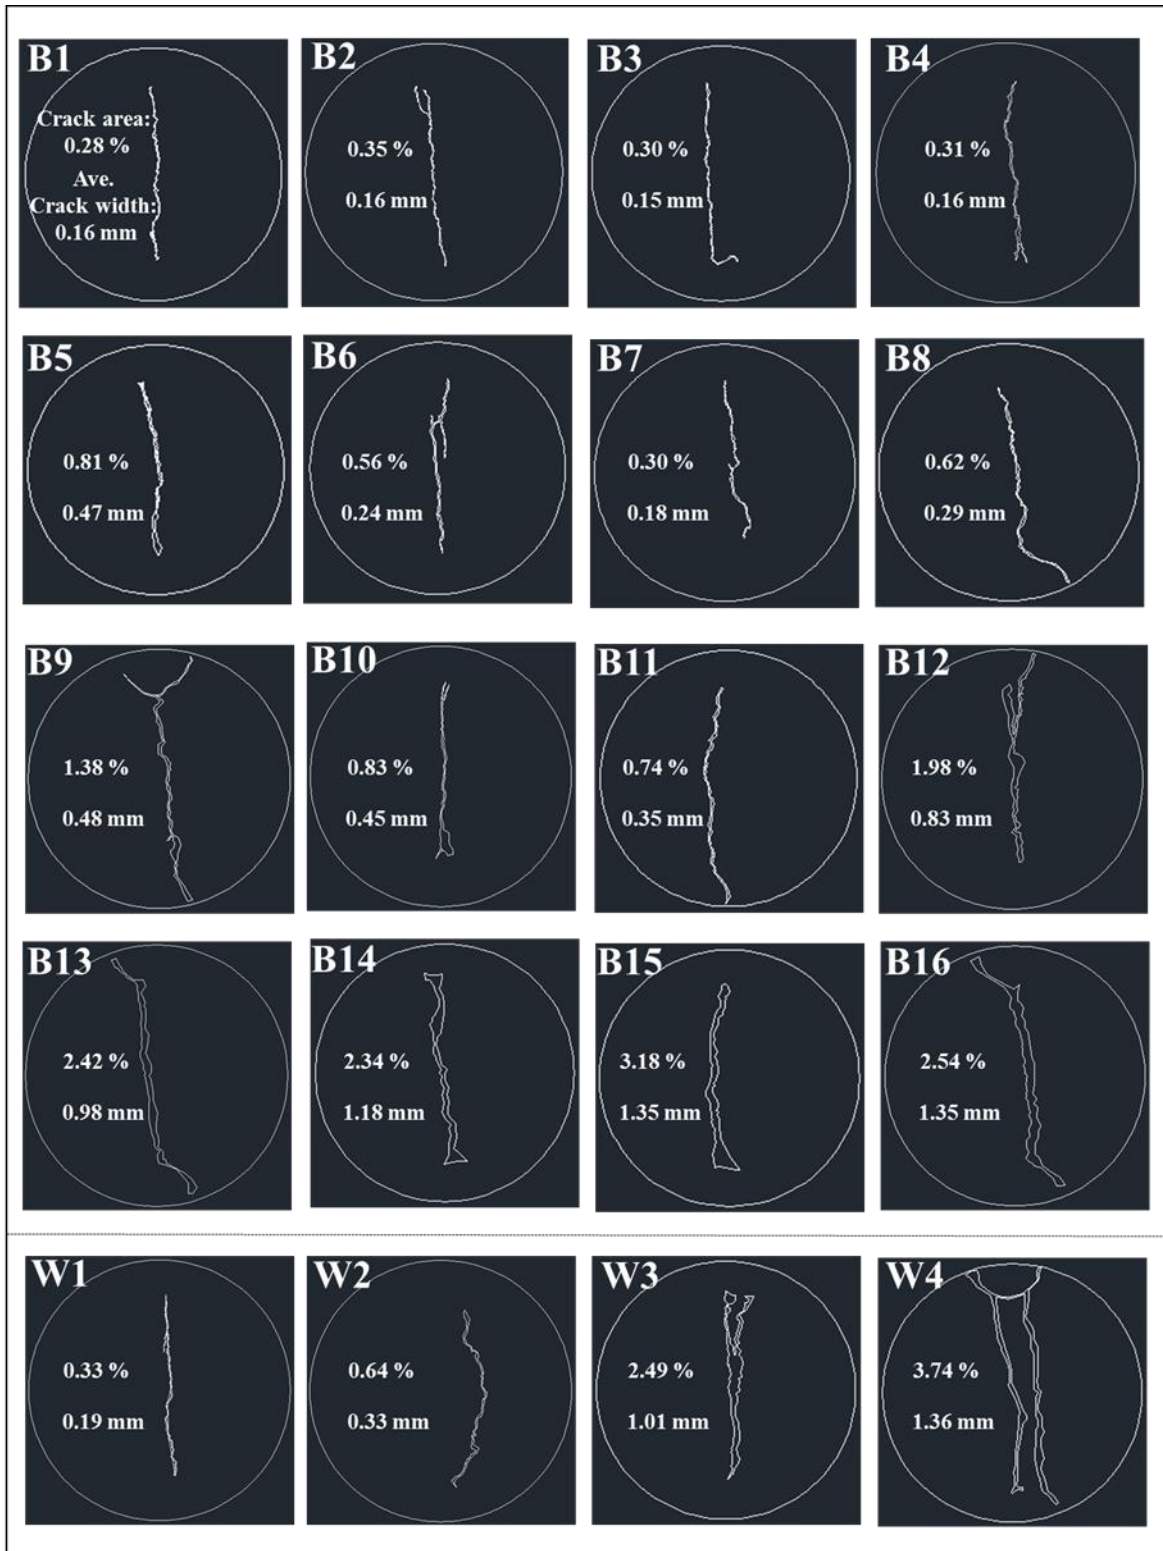 B1
Crack area:
0.28 %
Ave.
Crack width:
0.16 mm
B2
0.35 %
0.16 mm
B3
0.30 %
0.15 mm
B4
0.31 %
0.16 mm
B5
0.81 %
0.47 mm
B6
0.56 %
0.24 mm
B7
0.30 %
0.18 mm
B8
0.62 %
0.29 mm
B9
1.38 %
0.48 mm
B10
0.83 %
0.45 mm
B11
0.74 %
0.35 mm
B12
1.98 %
0.83 mm
B13
2.42 %
0.98 mm
B14
2.34 %
1.18 mm
B15
3.18 %
1.35 mm
B16
2.54 %
1.35 mm
W1
0.33 %
0.19 mm
W2
0.64 %
0.33 mm
W3
2.49 %
1.01 mm
W4
3.74 %
1.36 mm